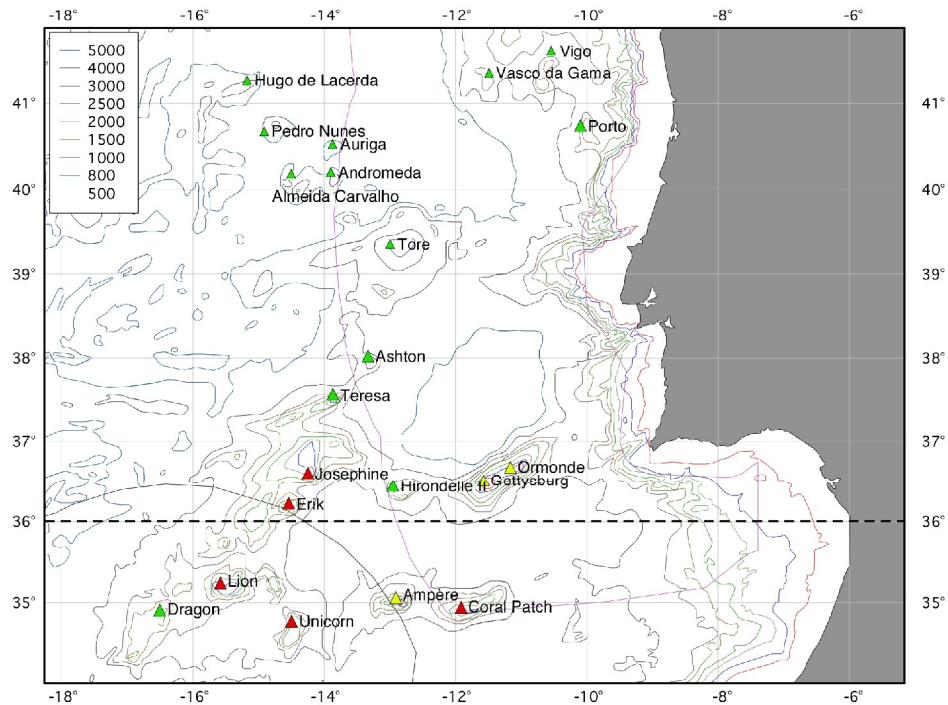 -18° -16° -14° -12° -10° -8° -6°
5000
4000
3000
2500
2000
1500
1000
800
500
Vigo
Vasco da Gama
Hugo de Lacerda
41° 41°
Porto
Pedro Nunes
Auriga
Andromeda
40° 40°
Almeida Carvalho
Tore
39° 39°
38° Ashton 38°
Teresa
37° 37°
Ormonde
Josephine
Gettysburg
Hirondelle II
Erik
36° 36°
Lion
Ampère
35° Dragon Coral Patch 35°
Unicorn
-18° -16° -14° -12° -10° -8° -6°